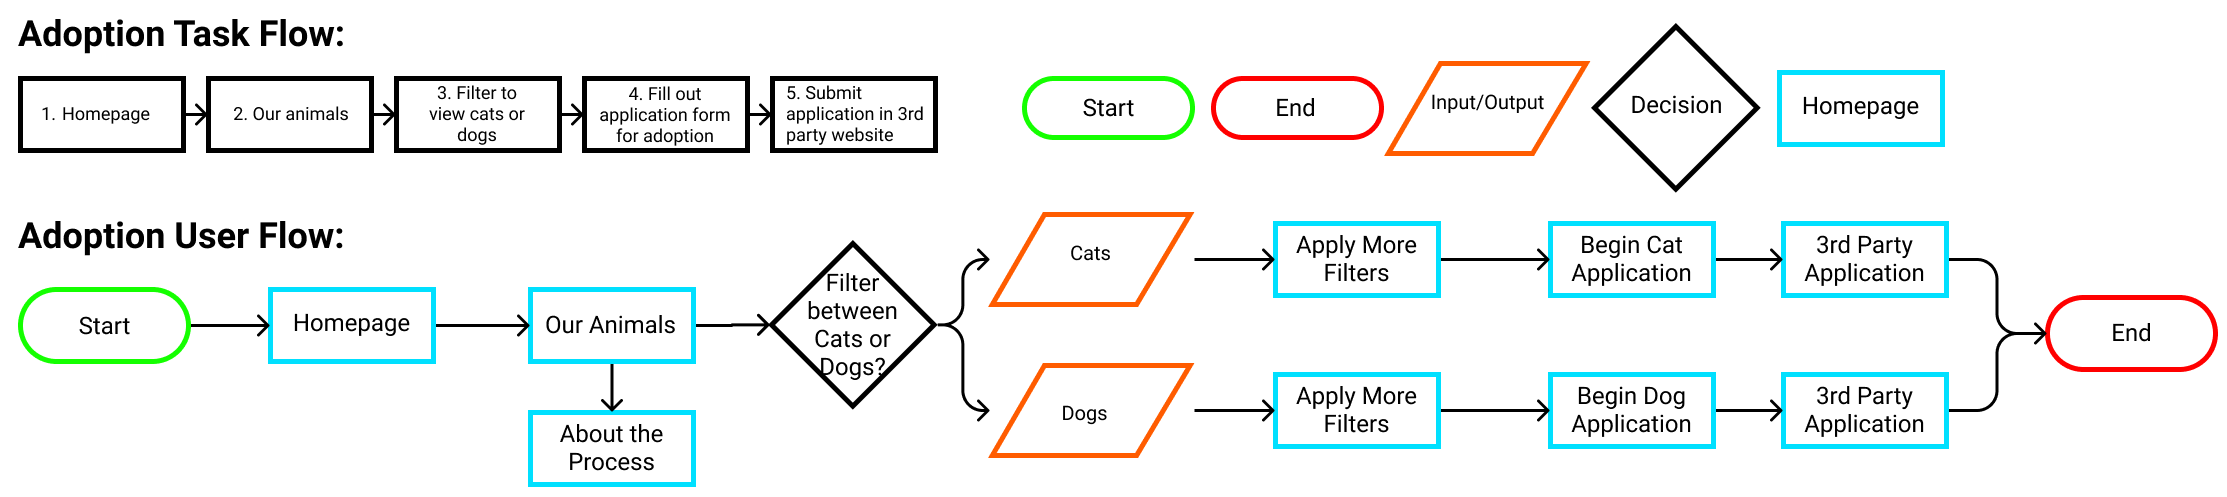 Adoption Task Flow:
1. Homepage
2. Our animals
3. Filter to
view cats or
dogs
4. Fill out
application form
for adoption
5. Submit
application in 3rd
party website
Start
End
Input/Output
Decision
Homepage
Adoption User Flow:
Start
Homepage
Our Animals
About the
Process
Filter
between
Cats or
Dogs?
Cats
Apply More
Filters
Begin Cat
Application
3rd Party
Application
Dogs
Apply More
Filters
Begin Dog
Application
3rd Party
Application
End